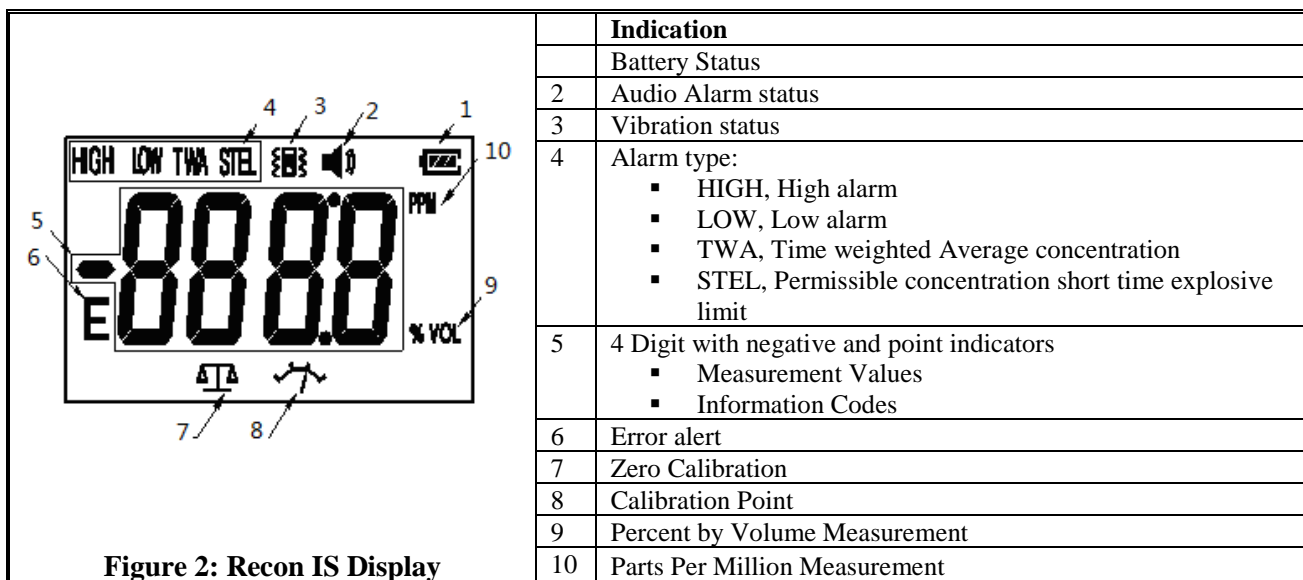 4 3 2 1
HIGH LOW TWA STEL
10
PPM
5
6
E
8888
9
% VOL
7 8
Figure 2: Recon IS Display
Indication
Battery Status
2 Audio Alarm status
3 Vibration status
4 Alarm type:
▪ HIGH, High alarm
▪ LOW, Low alarm
▪ TWA, Time weighted Average concentration
▪ STEL, Permissible concentration short time explosive
limit
5 4 Digit with negative and point indicators
▪ Measurement Values
▪ Information Codes
6 Error alert
7 Zero Calibration
8 Calibration Point
9 Percent by Volume Measurement
10 Parts Per Million Measurement